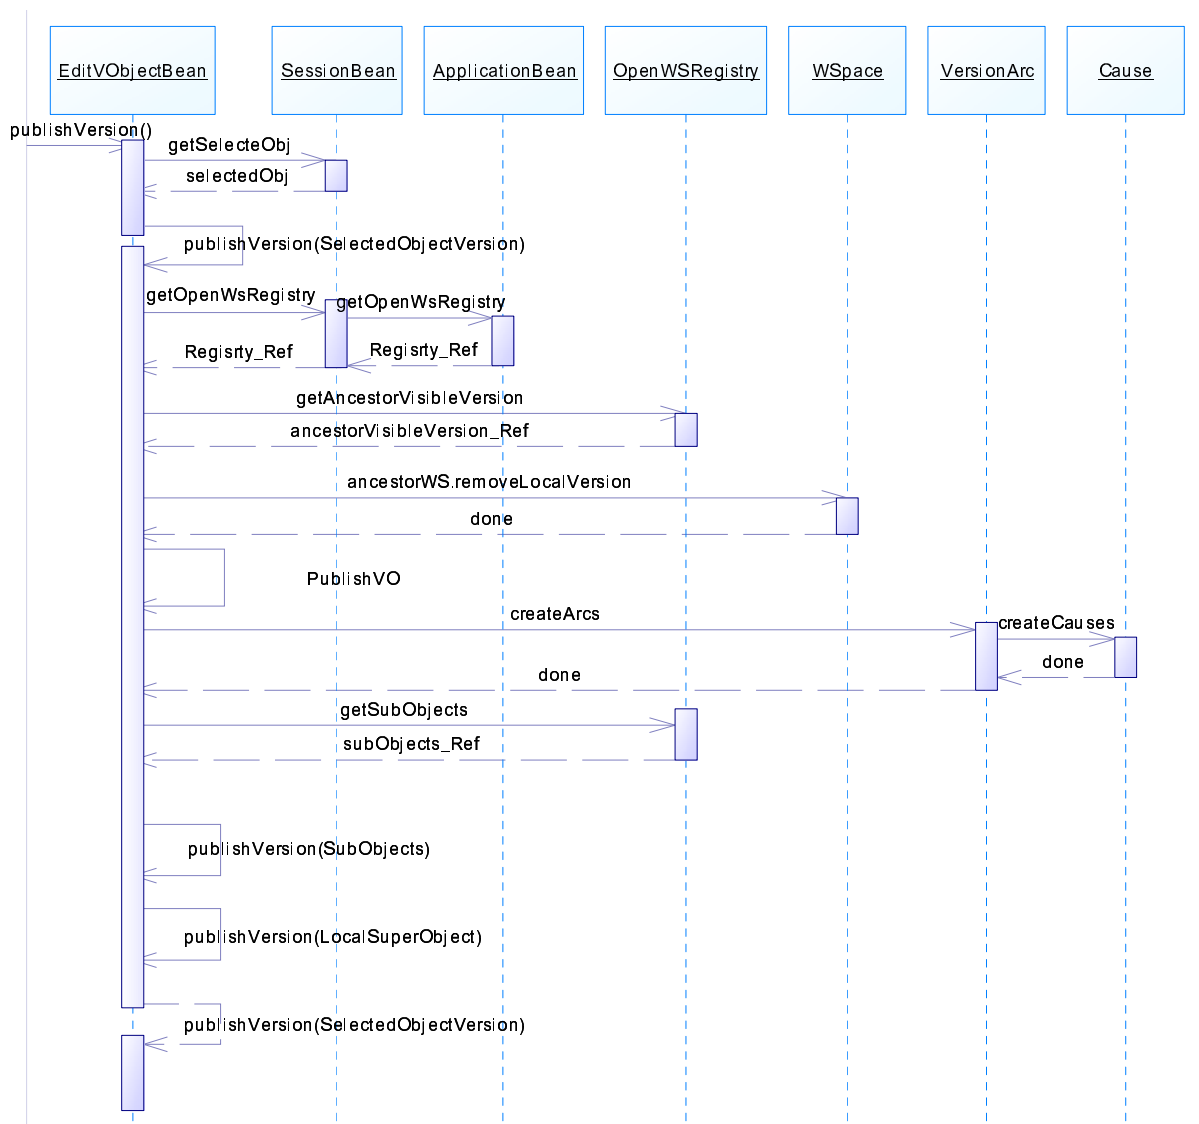 EditVObjectBean
SessionBean
ApplicationBean
OpenWSRegistry
WSpace
VersionArc
Cause
publishVersion()
getSelecteObj
selectedObj
publishVersion(SelectedObjectVersion)
getOpenWsRegistry
getOpenWsRegistry
Regisrty_Ref
Regisrty_Ref
getAncestorVisibleVersion
ancestorVisibleVersion_Ref
ancestorWS.removeLocalVersion
done
PublishVO
createArcs
createCauses
done
done
getSubObjects
subObjects_Ref
publishVersion(SubObjects)
publishVersion(LocalSuperObject)
publishVersion(SelectedObjectVersion)